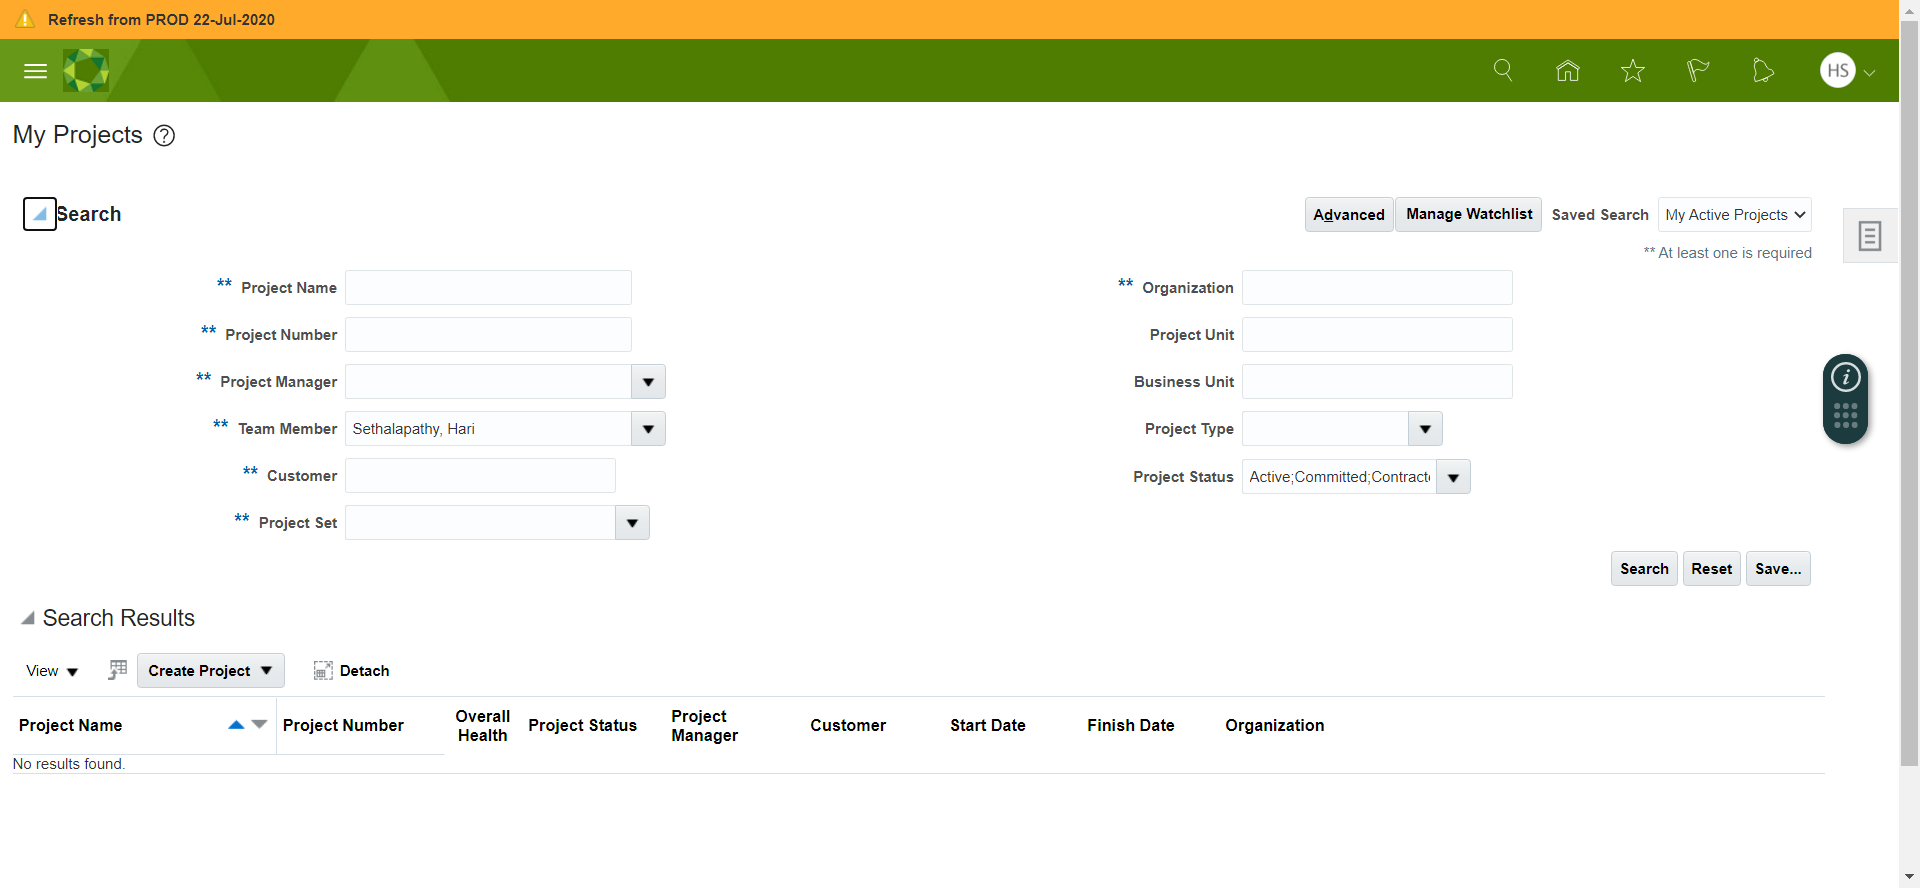 Refresh from PROD 22-Jul-2020
HS
My Projects
Search
Advanced
Manage Watchlist
Saved Search
My Active Projects
** At least one is required
** Project Name
** Organization
** Project Number
Project Unit
** Project Manager
Business Unit
** Team Member
Sethalapathy, Hari
Project Type
** Customer
Project Status
Active;Committed;Contracte
** Project Set
Search
Reset
Save...
Search Results
View
Create Project
Detach
Project Name
Project Number
Overall Health
Project Status
Project Manager
Customer
Start Date
Finish Date
Organization
No results found.